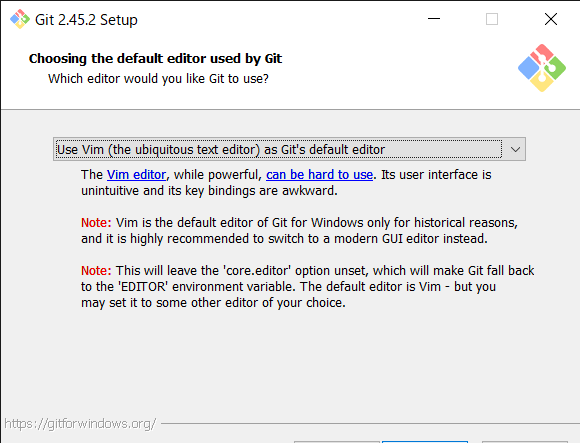 Git 2.45.2 Setup
Choosing the default editor used by Git
Which editor would you like Git to use?
Use Vim (the ubiquitous text editor) as Git's default editor
The Vim editor, while powerful, can be hard to use. Its user interface is
unintuitive and its key bindings are awkward.
Note: Vim is the default editor of Git for Windows only for historical reasons,
and it is highly recommended to switch to a modern GUI editor instead.
Note: This will leave the 'core.editor' option unset, which will make Git fall back
to the 'EDITOR' environment variable. The default editor is Vim - but you
may set it to some other editor of your choice.
https://gitforwindows.org/